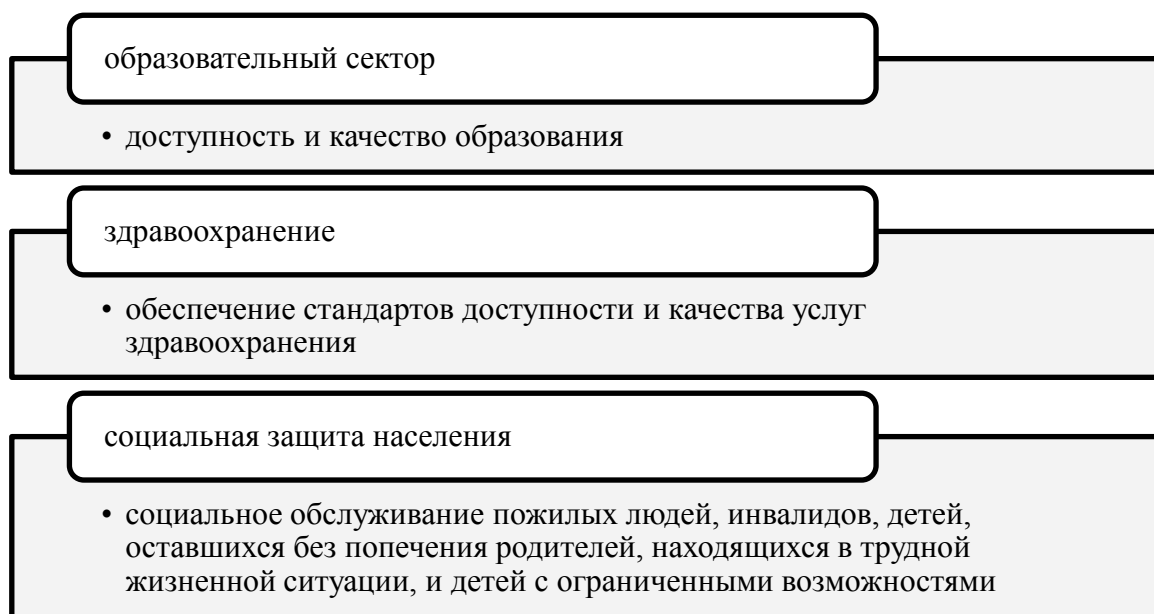 образовательный сектор
• доступность и качество образования
здравоохранение
• обеспечение стандартов доступности и качества услуг
здравоохранения
социальная защита населения
• социальное обслуживание пожилых людей, инвалидов, детей,
оставшихся без попечения родителей, находящихся в трудной
жизненной ситуации, и детей с ограниченными возможностями